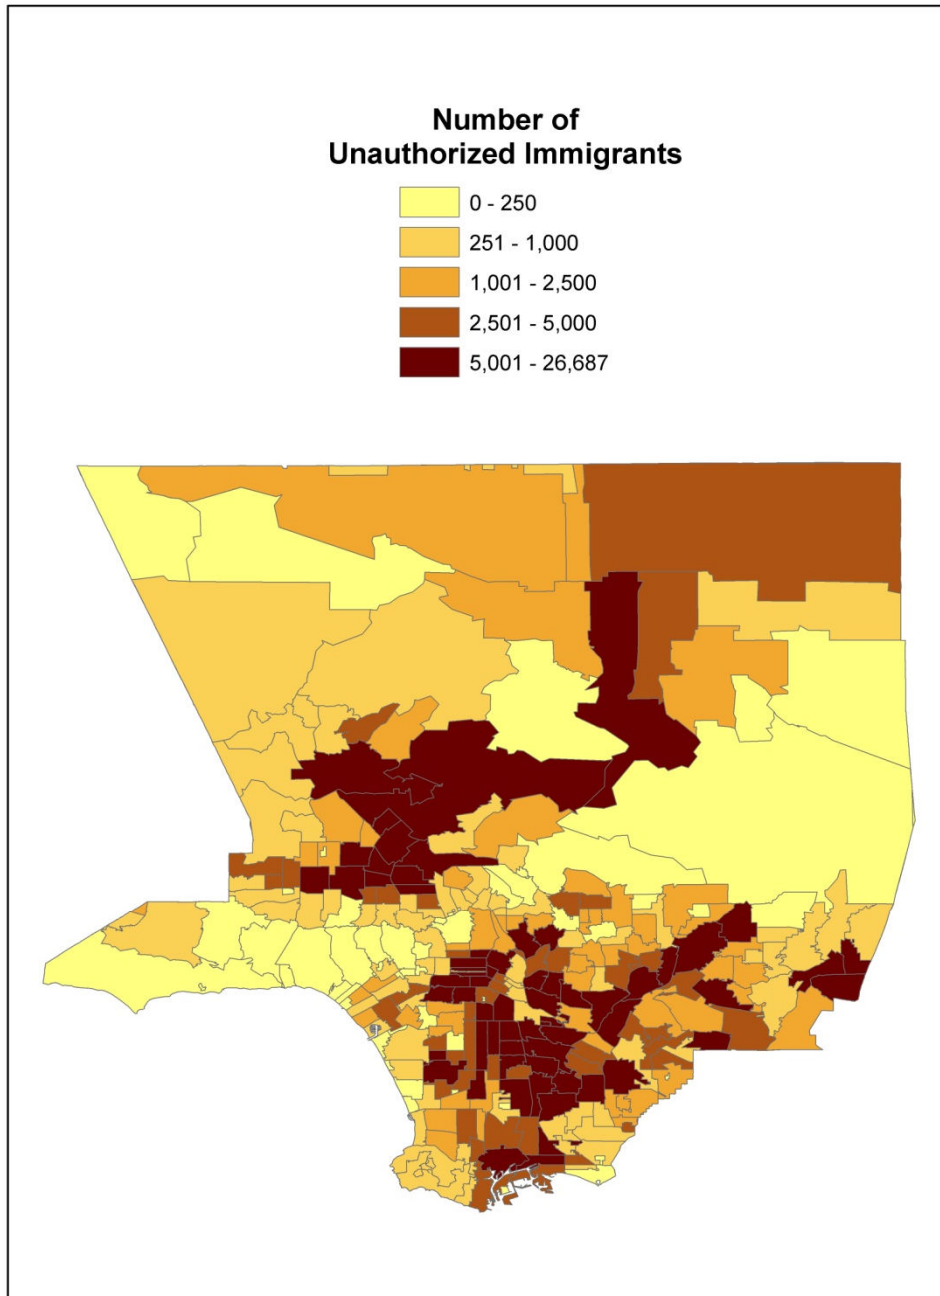 Number of
Unauthorized Immigrants
0 - 250
251 - 1,000
1,001 - 2,500
2,501 - 5,000
5,001 - 26,687